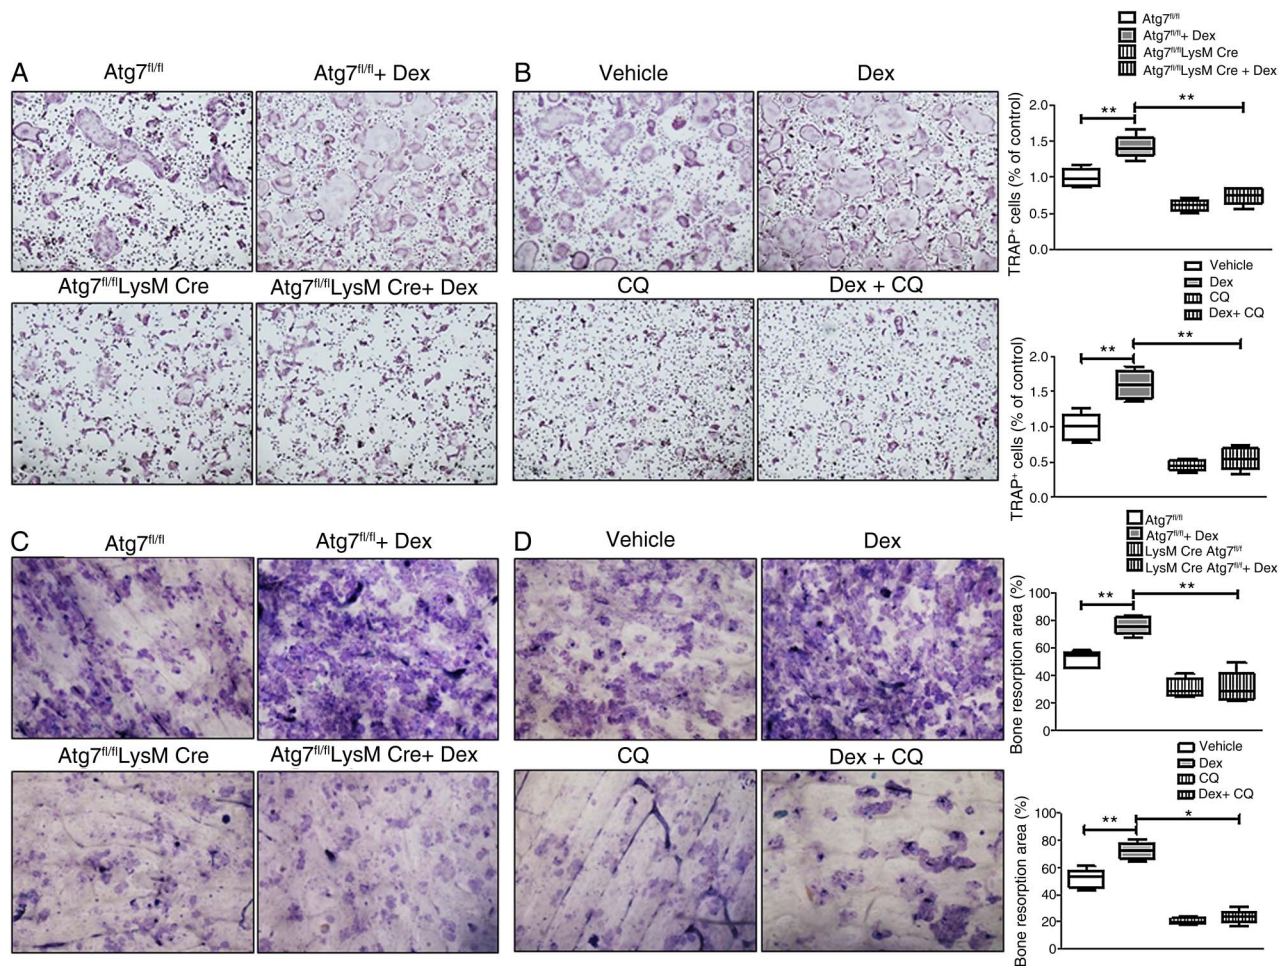 A
Atg7fl/fl
Atg7fl/fl+ Dex
Atg7fl/flLysM Cre
Atg7fl/flLysM Cre+ Dex
B
Vehicle
Dex
CQ
Dex + CQ
Atg7fl/fl
Atg7fl/fl+ Dex
Atg7fl/flLysM Cre
Atg7fl/flLysM Cre + Dex
TRAP+ cells (% of control)
2.0
1.5
1.0
0.5
0.0
**
**
Vehicle
Dex
CQ
Dex+ CQ
TRAP+ cells (% of control)
2.0
1.5
1.0
0.5
0.0
**
**
C
Atg7fl/fl
Atg7fl/fl+ Dex
Atg7fl/flLysM Cre
Atg7fl/flLysM Cre+ Dex
D
Vehicle
Dex
CQ
Dex + CQ
Atg7fl/fl
Atg7fl/fl+ Dex
LysM Cre Atg7fl/f
LysM Cre Atg7fl/f+ Dex
Bone resorption area (%)
100
80
60
40
20
0
**
**
Vehicle
Dex
CQ
Dex+ CQ
Bone resorption area (%)
100
80
60
40
20
0
**
*